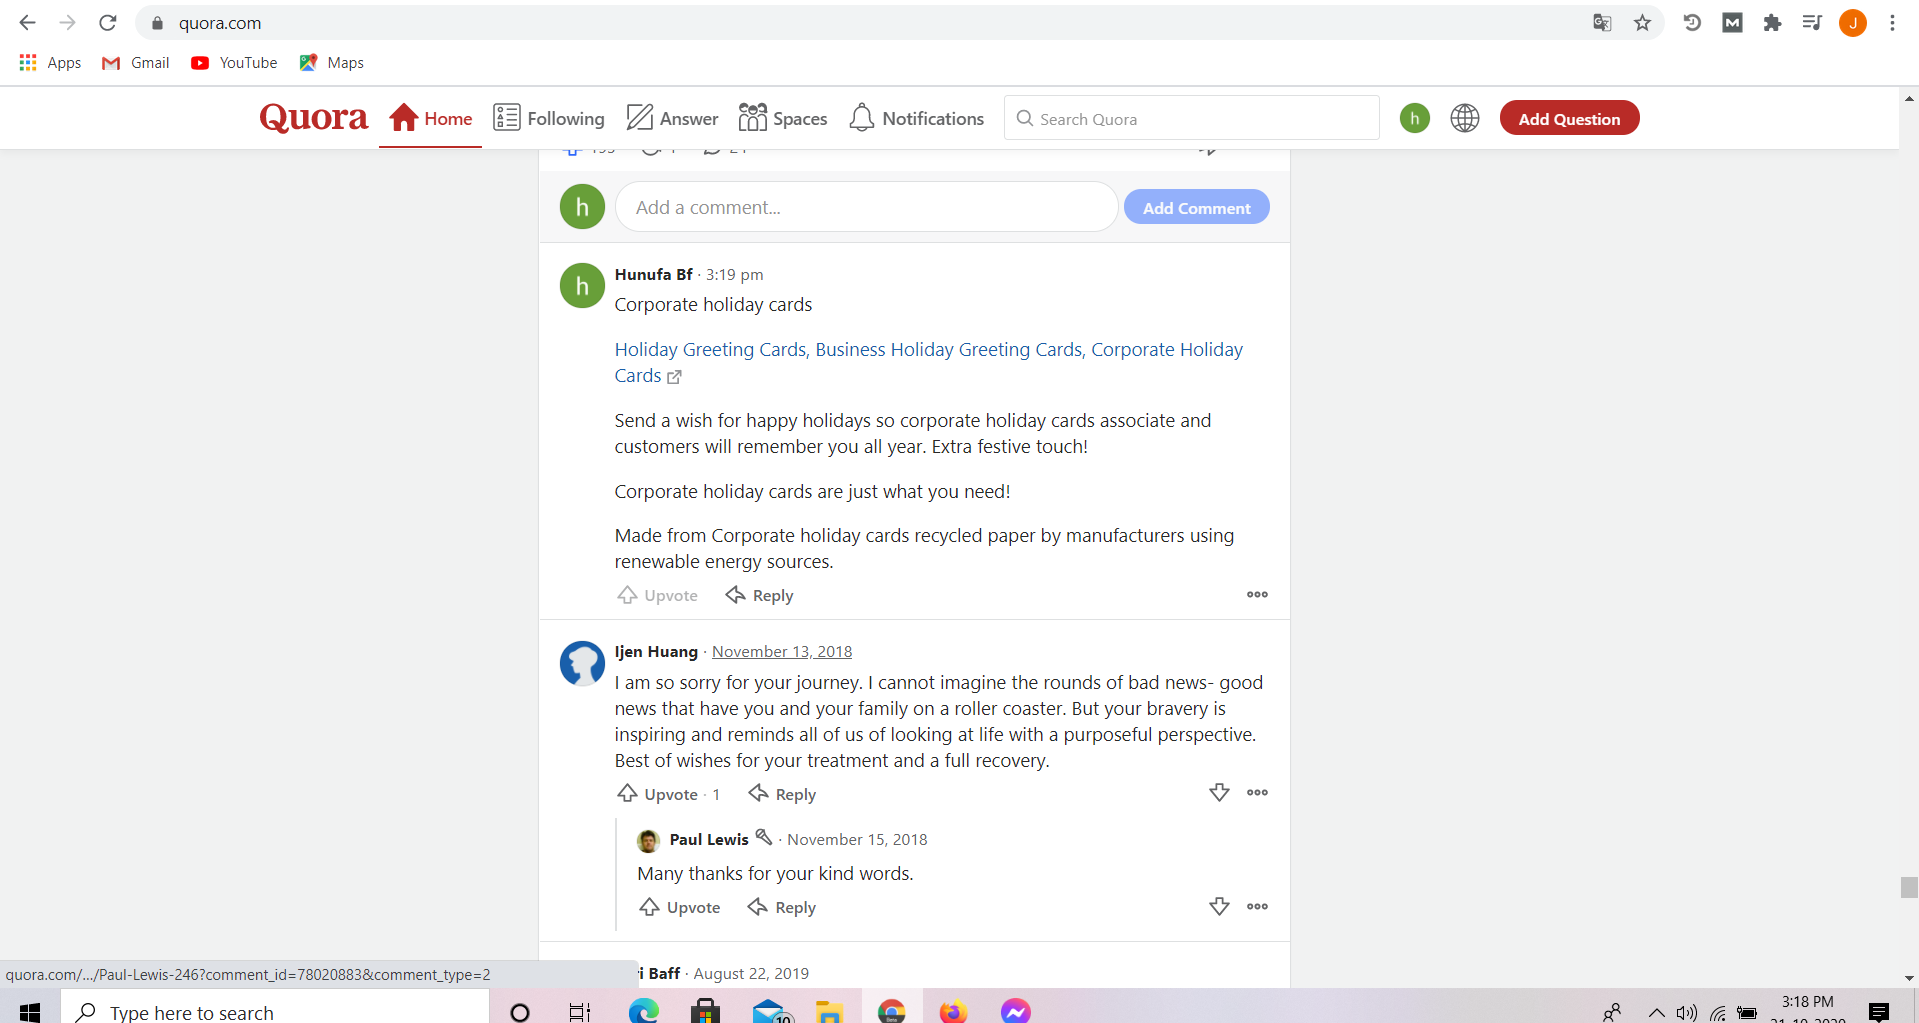 quora.com
Apps Gmail YouTube Maps
J
Quora Home Following Answer Spaces Notifications Search Quora h Add Question
h Add a comment... Add Comment
h Hunufa Bf · 3:19 pm
Corporate holiday cards
Holiday Greeting Cards, Business Holiday Greeting Cards, Corporate Holiday
Cards
Send a wish for happy holidays so corporate holiday cards associate and
customers will remember you all year. Extra festive touch!
Corporate holiday cards are just what you need!
Made from Corporate holiday cards recycled paper by manufacturers using
renewable energy sources.
Upvote Reply
Ijen Huang · November 13, 2018
I am so sorry for your journey. I cannot imagine the rounds of bad news- good
news that have you and your family on a roller coaster. But your bravery is
inspiring and reminds all of us of looking at life with a purposeful perspective.
Best of wishes for your treatment and a full recovery.
Upvote · 1 Reply
Paul Lewis · November 15, 2018
Many thanks for your kind words.
Upvote Reply
Baff · August 22, 2019
quora.com/.../Paul-Lewis-246?comment_id=78020883&comment_type=2
Type here to search
3:18 PM